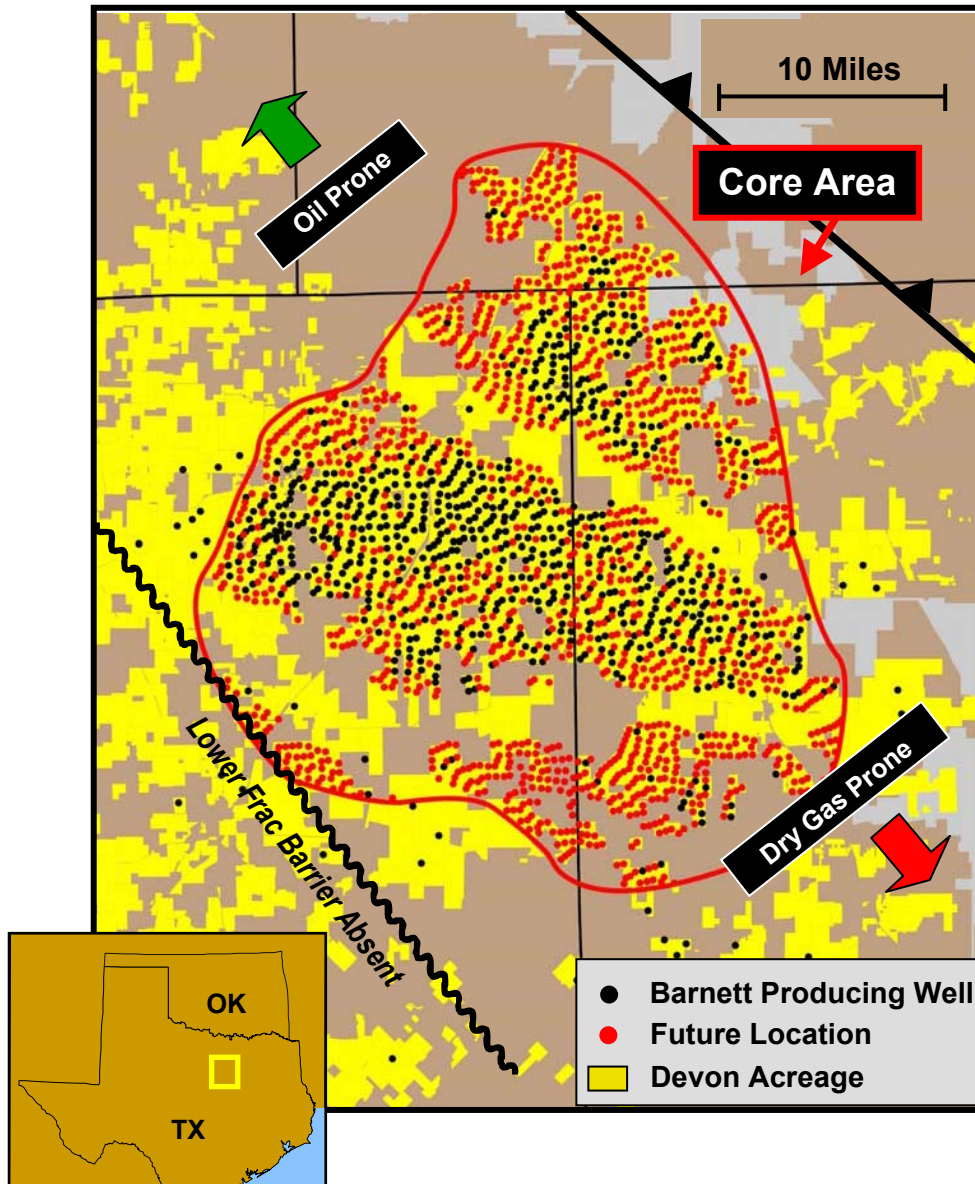 10 Miles
Core Area
Oil Prone
Lower Frac Barrier Absent
Dry Gas Prone
Barnett Producing Well
Future Location
Devon Acreage
OK
TX